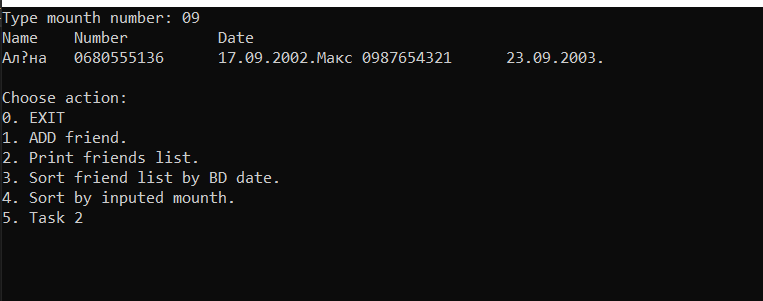 Type mounth number: 09
Name Number Date
Ал?на 0680555136 17.09.2002.Макс 0987654321 23.09.2003.
Choose action:
0. EXIT
1. ADD friend.
2. Print friends list.
3. Sort friend list by BD date.
4. Sort by inputed mounth.
5. Task 2